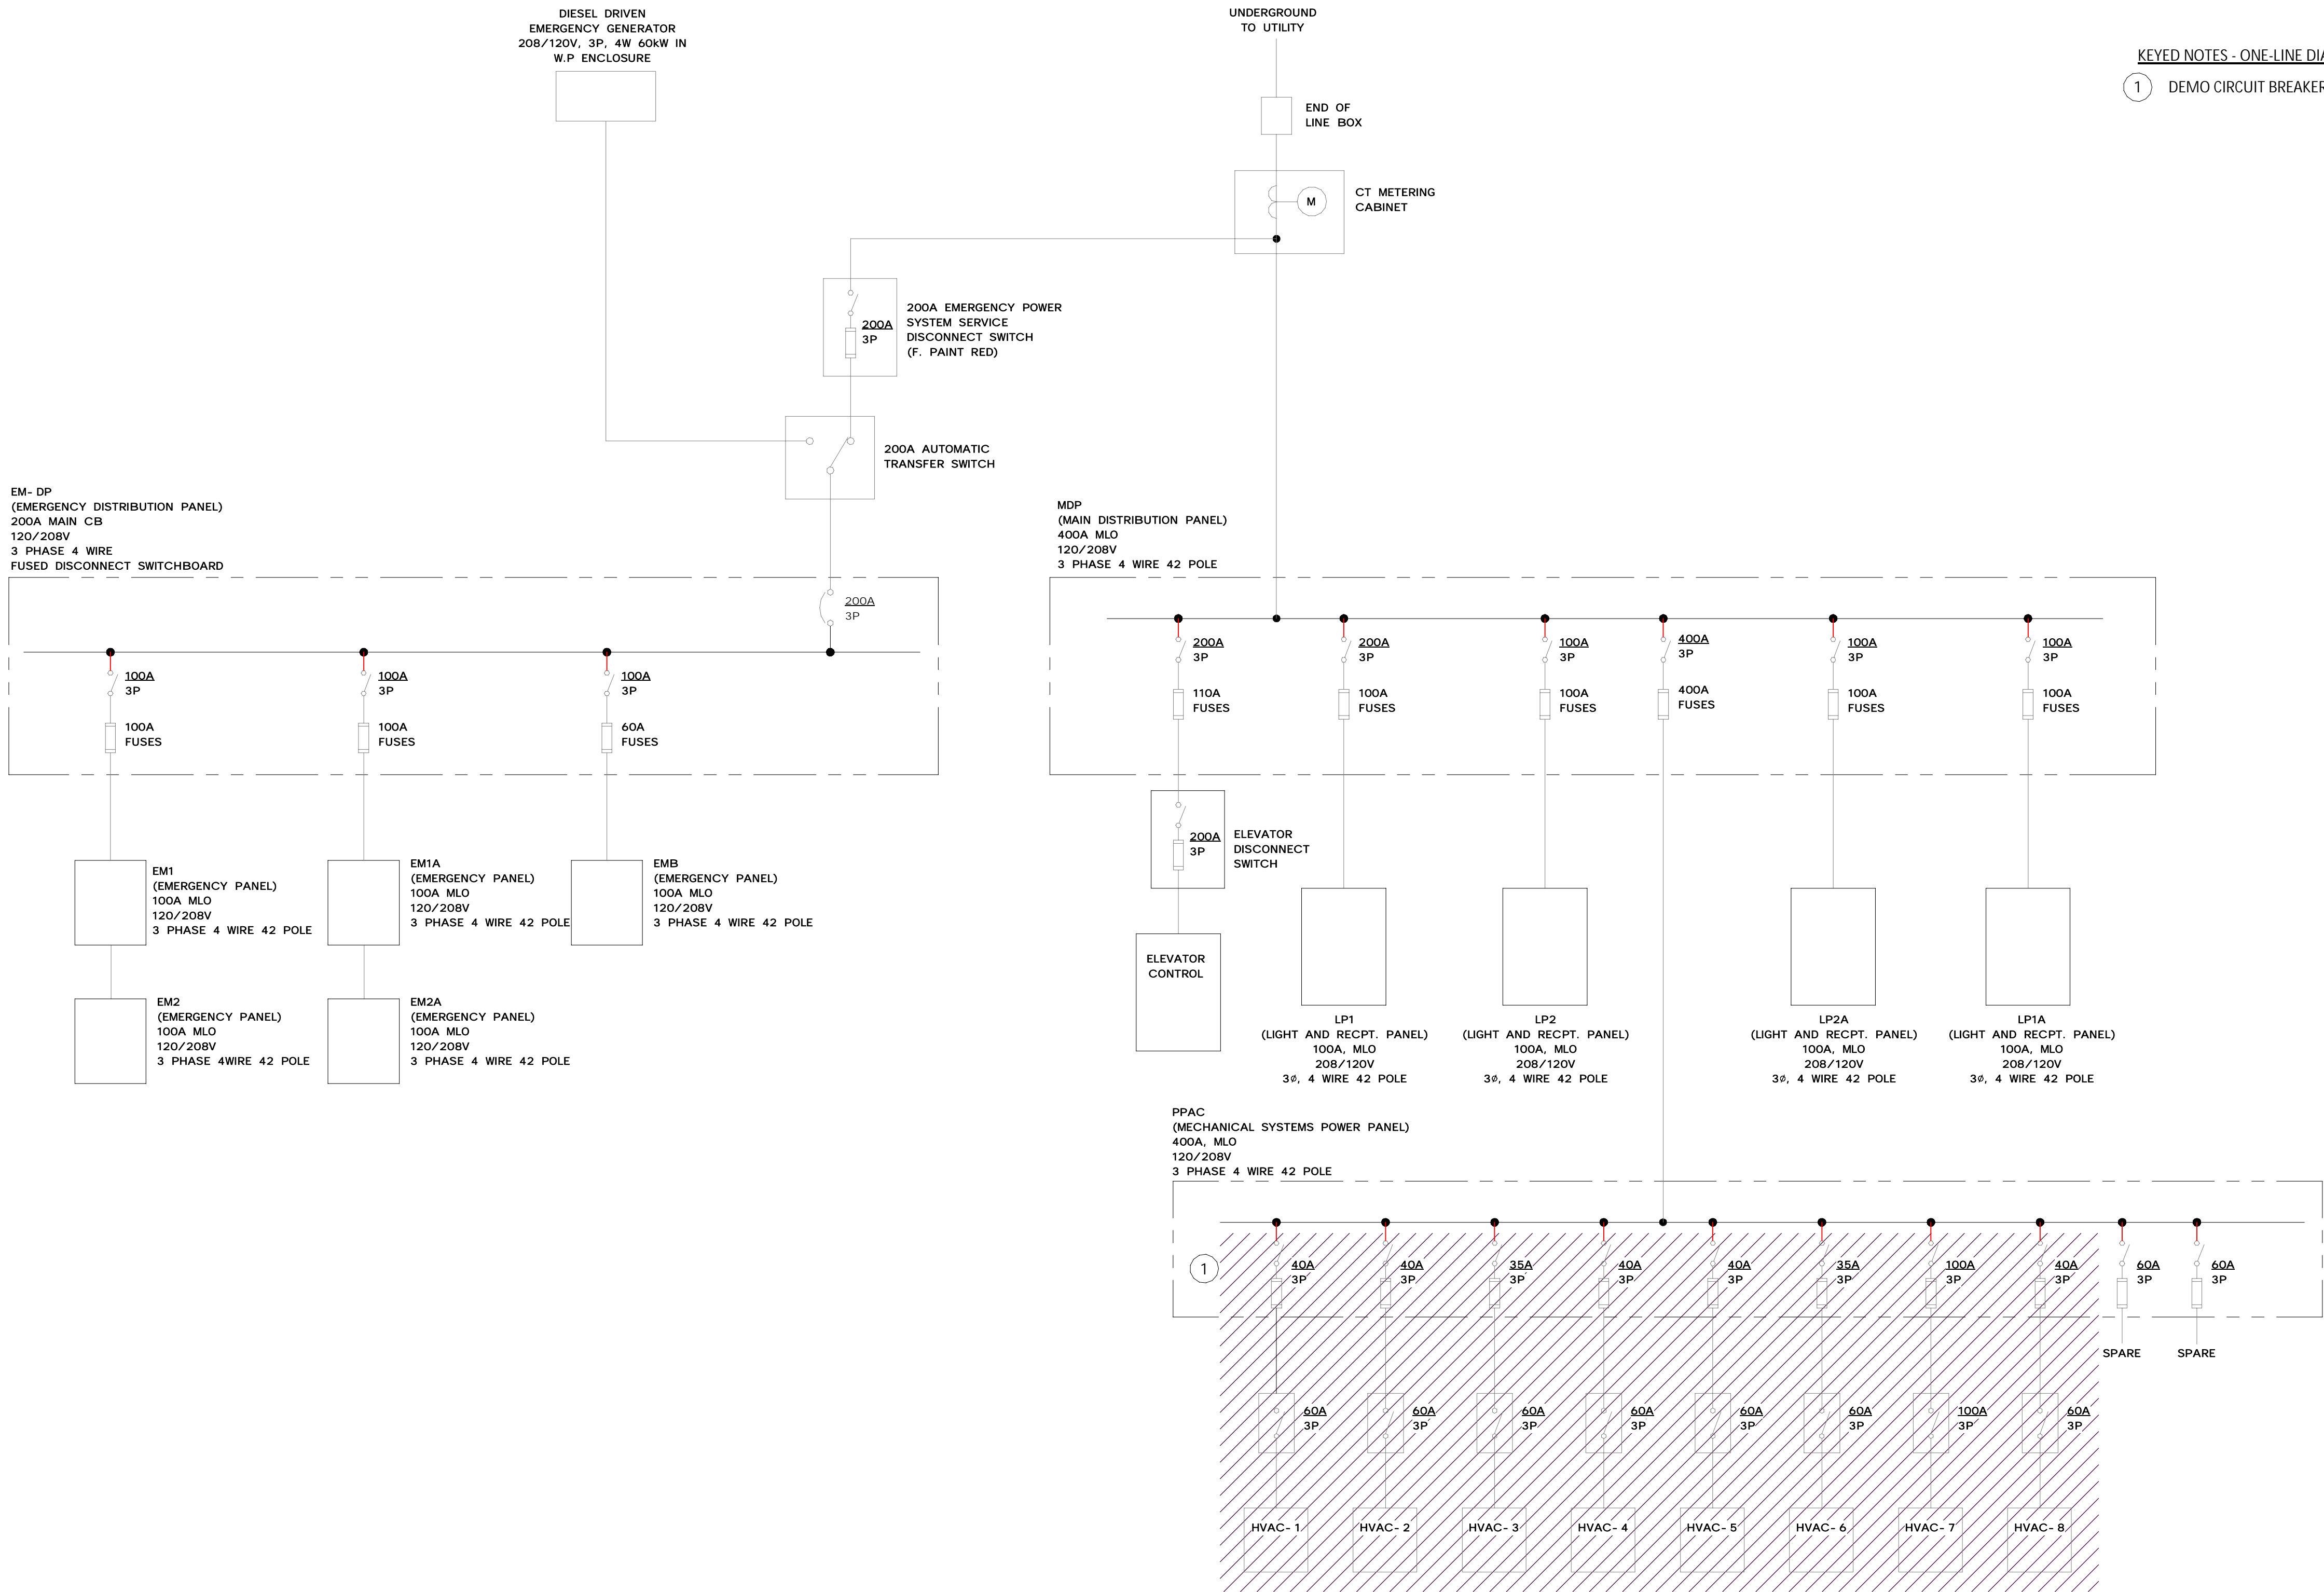 DIESEL DRIVEN
EMERGENCY GENERATOR
208/120V, 3P, 4W 60kW IN
W.P ENCLOSURE
UNDERGROUND
TO UTILITY
KEYED NOTES - ONE-LINE
1 DEMO CIRCUIT BREAKER
END OF
LINE BOX
M
CT METERING
CABINET
200A
3P
200A EMERGENCY POWER
SYSTEM SERVICE
DISCONNECT SWITCH
(F. PAINT RED)
200A AUTOMATIC
TRANSFER SWITCH
EM- DP
(EMERGENCY DISTRIBUTION PANEL)
200A MAIN CB
120/208V
3 PHASE 4 WIRE
FUSED DISCONNECT SWITCHBOARD
200A
3P
100A
3P
100A
FUSES
100A
3P
100A
FUSES
100A
3P
60A
FUSES
EM1
(EMERGENCY PANEL)
100A MLO
120/208V
3 PHASE 4 WIRE 42 POLE
EM1A
(EMERGENCY PANEL)
100A MLO
120/208V
3 PHASE 4 WIRE 42 POLE
EMB
(EMERGENCY PANEL)
100A MLO
120/208V
3 PHASE 4 WIRE 42 POLE
EM2
(EMERGENCY PANEL)
100A MLO
120/208V
3 PHASE 4WIRE 42 POLE
EM2A
(EMERGENCY PANEL)
100A MLO
120/208V
3 PHASE 4 WIRE 42 POLE
MDP
(MAIN DISTRIBUTION PANEL)
400A MLO
120/208V
3 PHASE 4 WIRE 42 POLE
200A
3P
110A
FUSES
200A
3P
100A
FUSES
100A
3P
100A
FUSES
400A
3P
400A
FUSES
100A
3P
100A
FUSES
100A
3P
100A
FUSES
200A
3P
ELEVATOR
DISCONNECT
SWITCH
ELEVATOR
CONTROL
LP1
(LIGHT AND RECPT. PANEL)
100A, MLO
208/120V
3ø, 4 WIRE 42 POLE
LP2
(LIGHT AND RECPT. PANEL)
100A, MLO
208/120V
3ø, 4 WIRE 42 POLE
LP2A
(LIGHT AND RECPT. PANEL)
100A, MLO
208/120V
3ø, 4 WIRE 42 POLE
LP1A
(LIGHT AND RECPT. PANEL)
100A, MLO
208/120V
3ø, 4 WIRE 42 POLE
PPAC
(MECHANICAL SYSTEMS POWER PANEL)
400A, MLO
120/208V
3 PHASE 4 WIRE 42 POLE
1
40A
3P
40A
3P
35A
3P
40A
3P
40A
3P
35A
3P
100A
3P
40A
3P
60A
3P
60A
3P
SPARE
SPARE
60A
3P
60A
3P
60A
3P
60A
3P
60A
3P
60A
3P
100A
3P
60A
3P
HVAC- 1
HVAC- 2
HVAC- 3
HVAC- 4
HVAC- 5
HVAC- 6
HVAC- 7
HVAC- 8